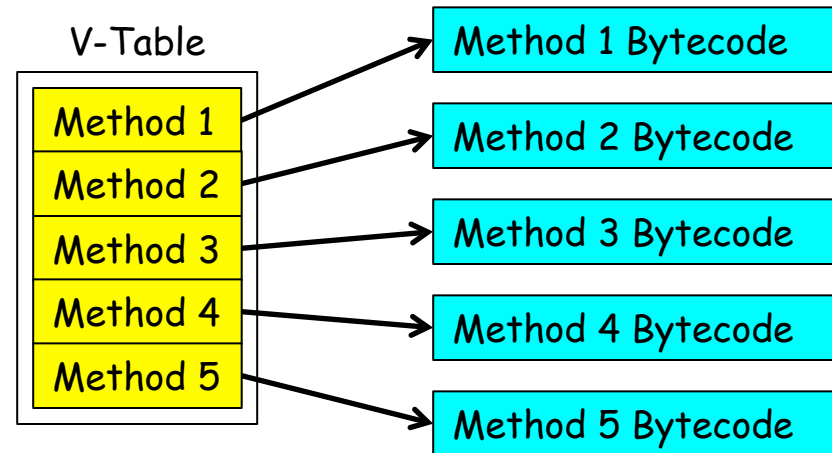 V-Table
Method 1
Method 2
Method 3
Method 4
Method 5
Method 1 Bytecode
Method 2 Bytecode
Method 3 Bytecode
Method 4 Bytecode
Method 5 Bytecode